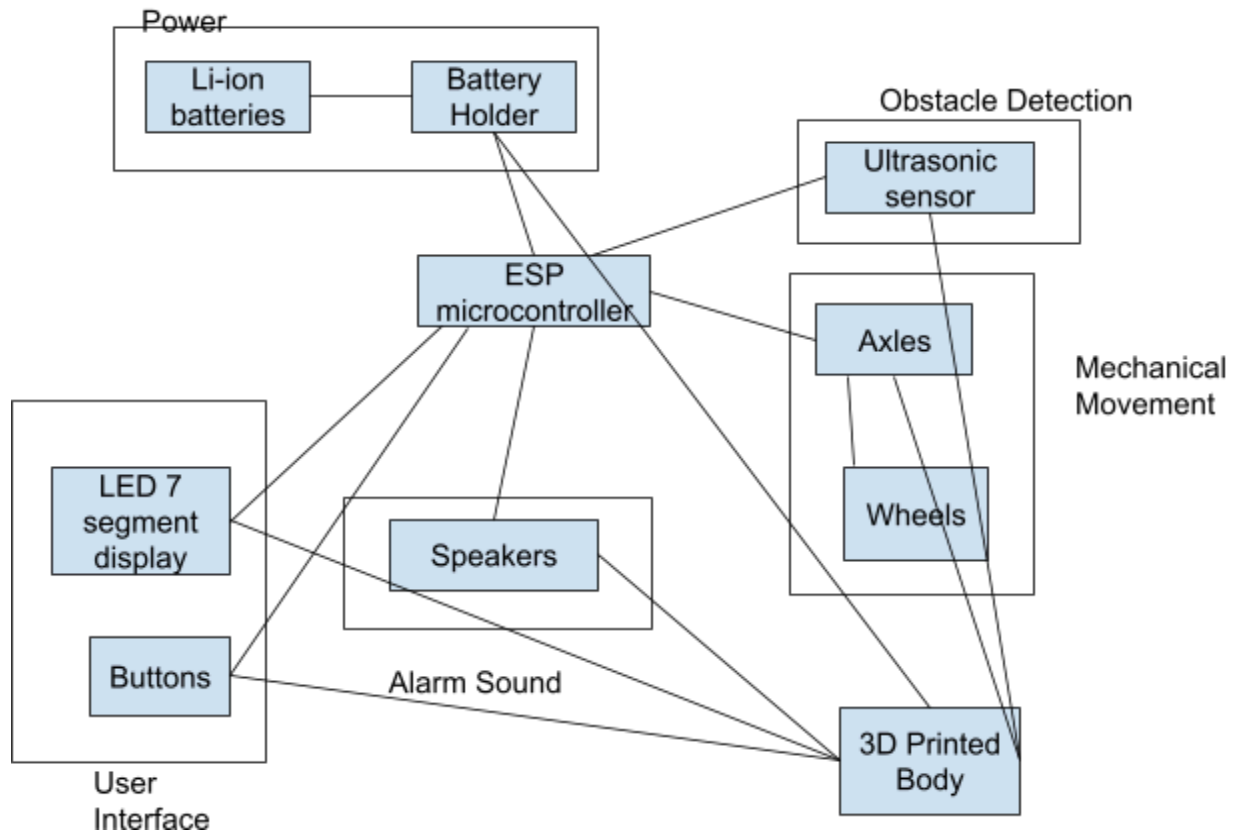 Power
Li-ion
batteries
Battery
Holder
Obstacle Detection
Ultrasonic
sensor
ESP
microcontroller
Axles
Mechanical
Movement
LED 7
segment
display
Speakers
Wheels
Buttons
Alarm Sound
3D Printed
Body
User
Interface